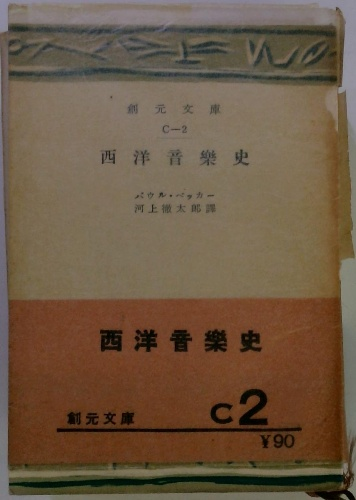 創元文庫
C—2
西洋音樂史
パウル・ベッカー
河上徹太郎譯
西洋音樂史
創元文庫
C2
¥90